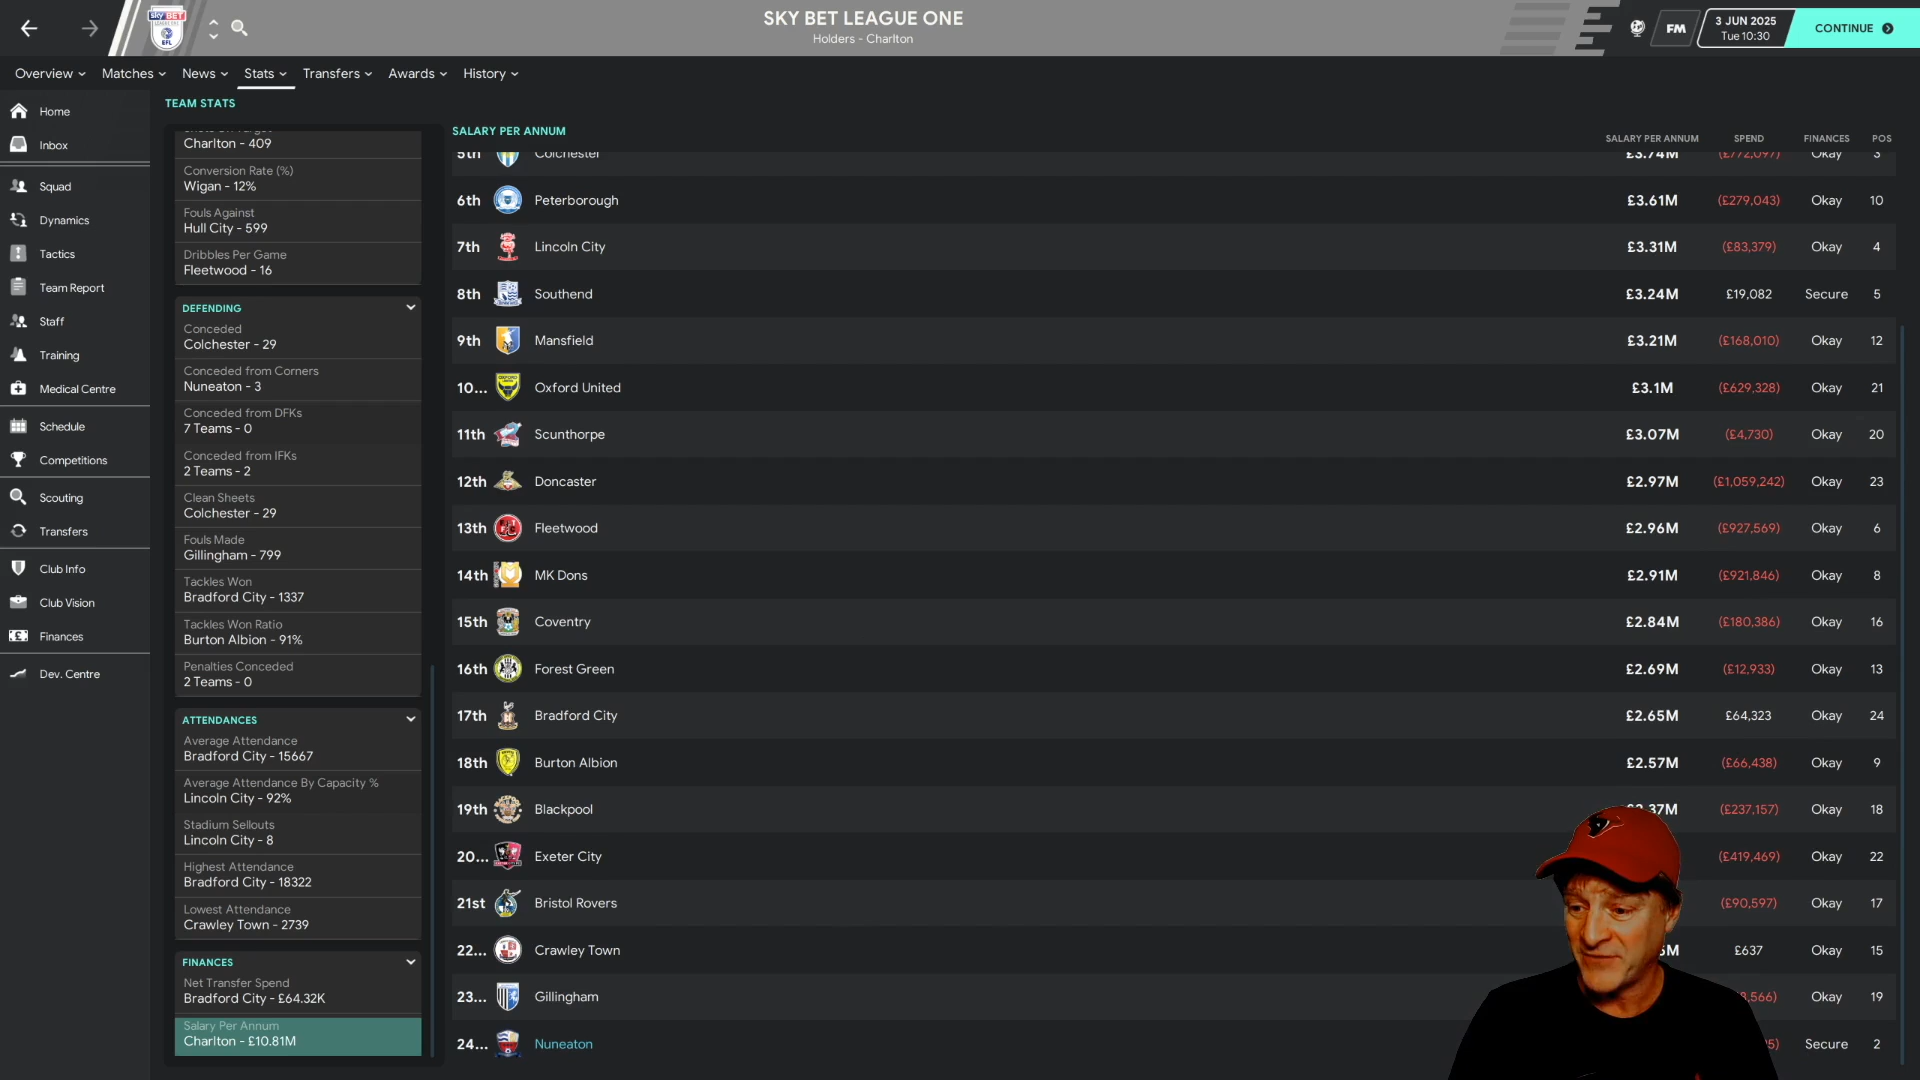 SKY BET LEAGUE ONE
Holders - Charlton
FM
3 JUN 2025
Tue 10:30
CONTINUE
Overview
Matches
News
Stats
Transfers
Awards
History
Home
Inbox
Squad
Dynamics
Tactics
Team Report
Staff
Training
Medical Centre
Schedule
Competitions
Scouting
Transfers
Club Info
Club Vision
Finances
Dev. Centre
TEAM STATS
Charlton - 409
Conversion Rate (%)
Wigan - 12%
Fouls Against
Hull City - 599
Dribbles Per Game
Fleetwood - 16
DEFENDING
Conceded
Colchester - 29
Conceded from Corners
Nuneaton - 3
Conceded from DFKs
7 Teams - 0
Conceded from IFKs
2 Teams - 2
Clean Sheets
Colchester - 29
Fouls Made
Gillingham - 799
Tackles Won
Bradford City - 1337
Tackles Won Ratio
Burton Albion - 91%
Penalties Conceded
2 Teams - 0
ATTENDANCES
Average Attendance
Bradford City - 15667
Average Attendance By Capacity %
Lincoln City - 92%
Stadium Sellouts
Lincoln City - 8
Highest Attendance
Bradford City - 18322
Lowest Attendance
Crawley Town - 2739
FINANCES
Net Transfer Spend
Bradford City - £64.32K
Salary Per Annum
Charlton - £10.81M
SALARY PER ANNUM
SALARY PER ANNUM SPEND FINANCES POS
5th Colchester £3.74M (£772,097) Okay 3
6th Peterborough £3.61M (£279,043) Okay 10
7th Lincoln City £3.31M (£83,379) Okay 4
8th Southend £3.24M £19,082 Secure 5
9th Mansfield £3.21M (£168,010) Okay 12
10... Oxford United £3.1M (£629,328) Okay 21
11th Scunthorpe £3.07M (£4,730) Okay 20
12th Doncaster £2.97M (£1,059,242) Okay 23
13th Fleetwood £2.96M (£927,569) Okay 6
14th MK Dons £2.91M (£921,846) Okay 8
15th Coventry £2.84M (£180,386) Okay 16
16th Forest Green £2.69M (£12,933) Okay 13
17th Bradford City £2.65M £64,323 Okay 24
18th Burton Albion £2.57M (£66,438) Okay 9
19th Blackpool (£237,157) Okay 18
20... Exeter City (£419,469) Okay 22
21st Bristol Rovers (£90,597) Okay 17
22... Crawley Town £637 Okay 15
23... Gillingham Okay 19
24... Nuneaton Secure 2